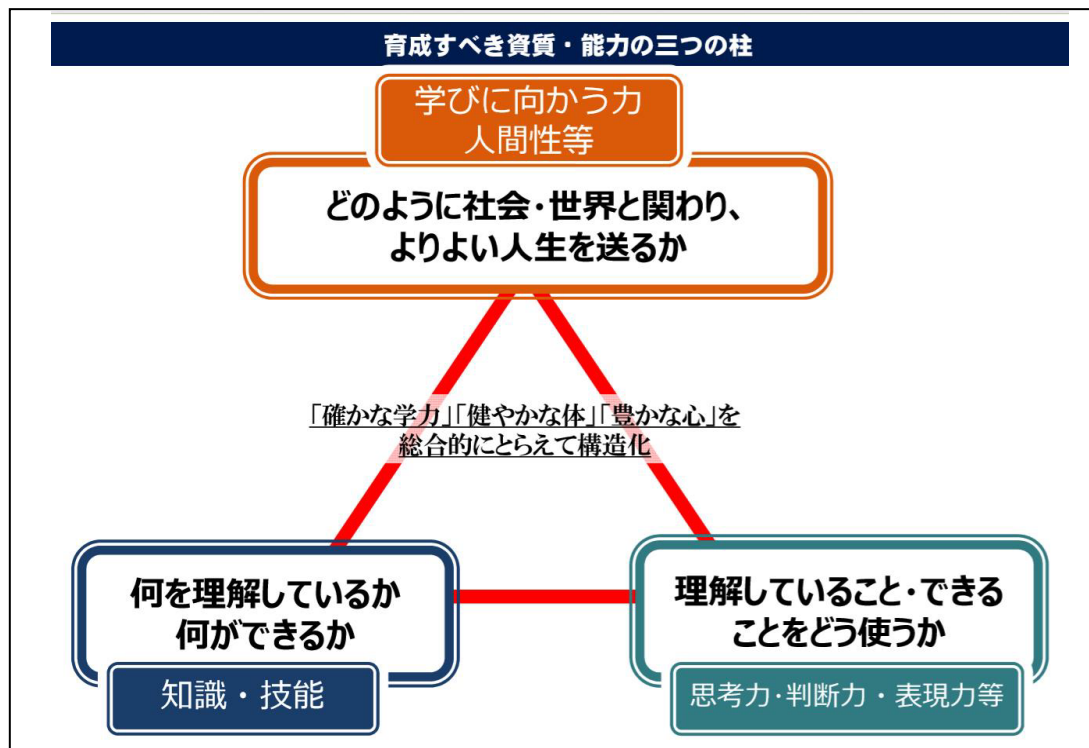 育成すべき資質・能力の三つの柱
学びに向かう力
人間性等
どのように社会・世界と関わり、
よりよい人生を送るか
「確かな学力」「健やかな体」「豊かな心」を
総合的にとらえて構造化
何を理解しているか
何ができるか
知識・技能
理解していること・できる
ことをどう使うか
思考力・判断力・表現力等